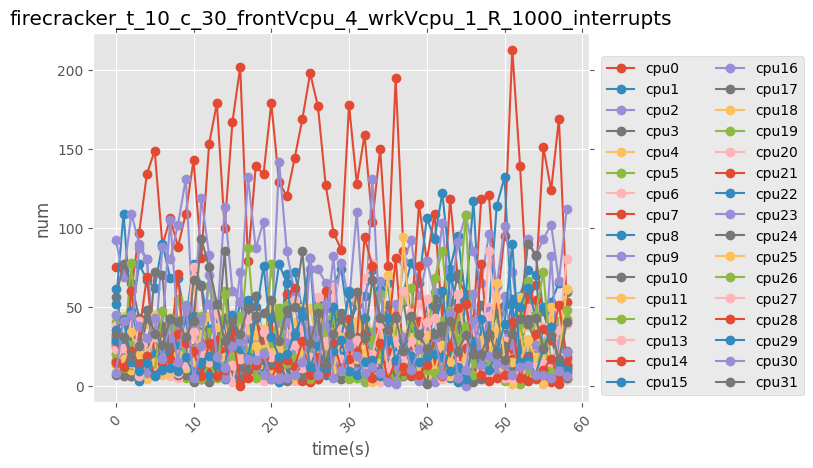 firecracker_t_10_c_30_frontVcpu_4_wrkVcpu_1_R_1000_interrupts
200
150
100
50
0
num
0
10
20
30
40
50
60
time(s)
cpu0
cpu1
cpu2
cpu3
cpu4
cpu5
cpu6
cpu7
cpu8
cpu9
cpu10
cpu11
cpu12
cpu13
cpu14
cpu15
cpu16
cpu17
cpu18
cpu19
cpu20
cpu21
cpu22
cpu23
cpu24
cpu25
cpu26
cpu27
cpu28
cpu29
cpu30
cpu31